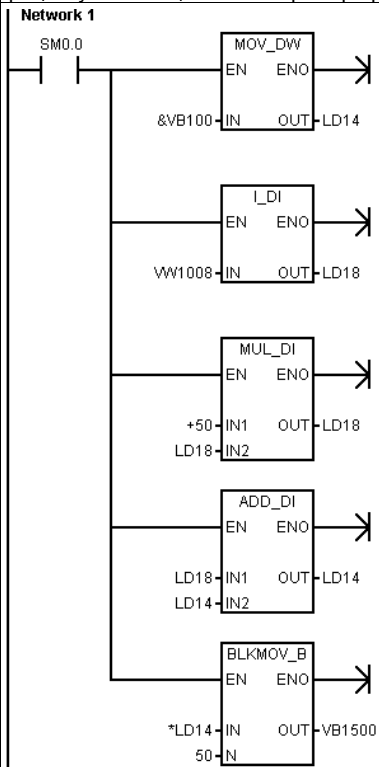 Network 1
SM0.0
MOV_DW
EN ENO
&VB100 IN OUT LD14
I_DI
EN ENO
VW1008 IN OUT LD18
MUL_DI
EN ENO
+50 IN1 OUT LD18
LD18 IN2
ADD_DI
EN ENO
LD18 IN1 OUT LD14
LD14 IN2
BLKMOV_B
EN ENO
*LD14 IN OUT VB1500
50 N